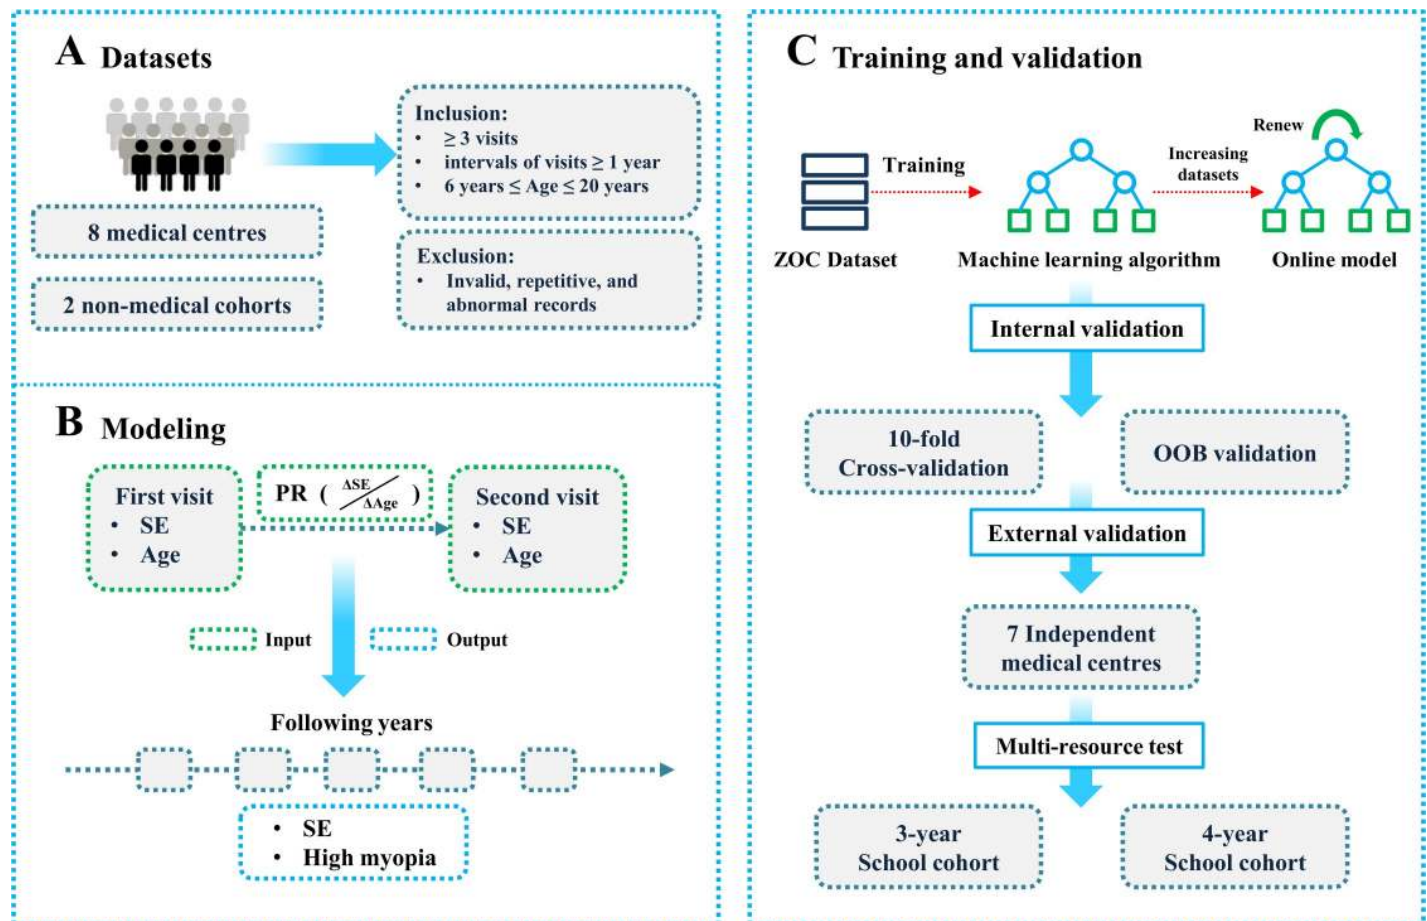 A Datasets
8 medical centres
2 non-medical cohorts
Inclusion:
• ≥ 3 visits
• intervals of visits ≥ 1 year
• 6 years ≤ Age ≤ 20 years
Exclusion:
• Invalid, repetitive, and
abnormal records
B Modeling
First visit
• SE
• Age
PR ( ΔSE/ΔAge )
Second visit
• SE
• Age
Input
Output
Following years
• SE
• High myopia
C Training and validation
Training
Increasing
datasets
Renew
ZOC Dataset
Machine learning algorithm
Online model
Internal validation
10-fold
Cross-validation
OOB validation
External validation
7 Independent
medical centres
Multi-resource test
3-year
School cohort
4-year
School cohort